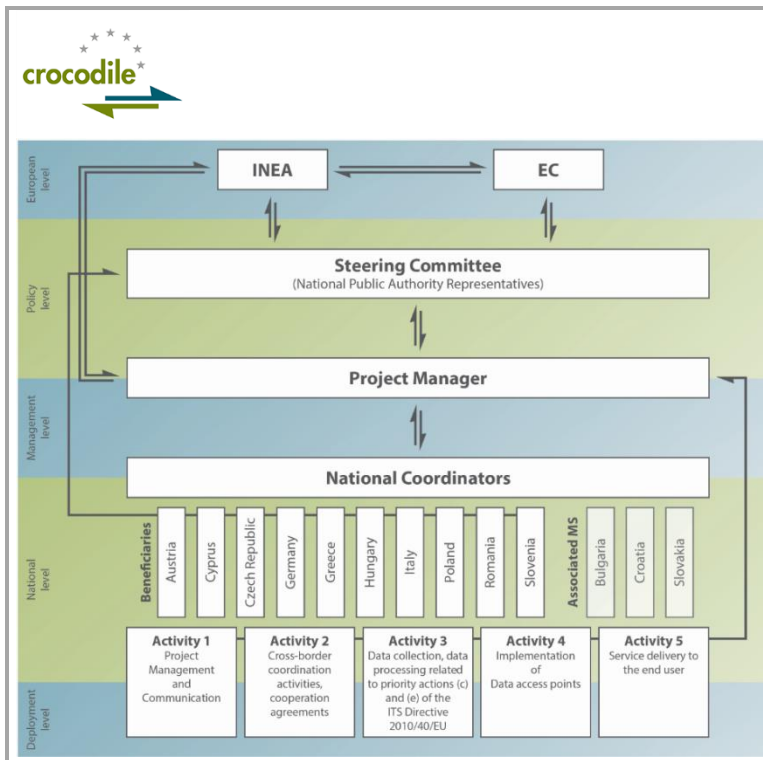 crocodile
European
level
INEA
EC
Policy
level
Steering Committee
(National Public Authority Representatives)
Project Manager
Management
level
National Coordinators
National
level
Beneficiaries
Austria
Cyprus
Czech Republic
Germany
Greece
Hungary
Italy
Poland
Romania
Slovenia
Associated MS
Bulgaria
Croatia
Slovakia
Deployment
level
Activity 1
Project
Management
and
Communication
Activity 2
Cross-border
coordination
activities,
cooperation
agreements
Activity 3
Data collection, data
processing related
to priority actions (c)
and (e) of the
ITS Directive
2010/40/EU
Activity 4
Implementation
of
Data access points
Activity 5
Service delivery to
the end user